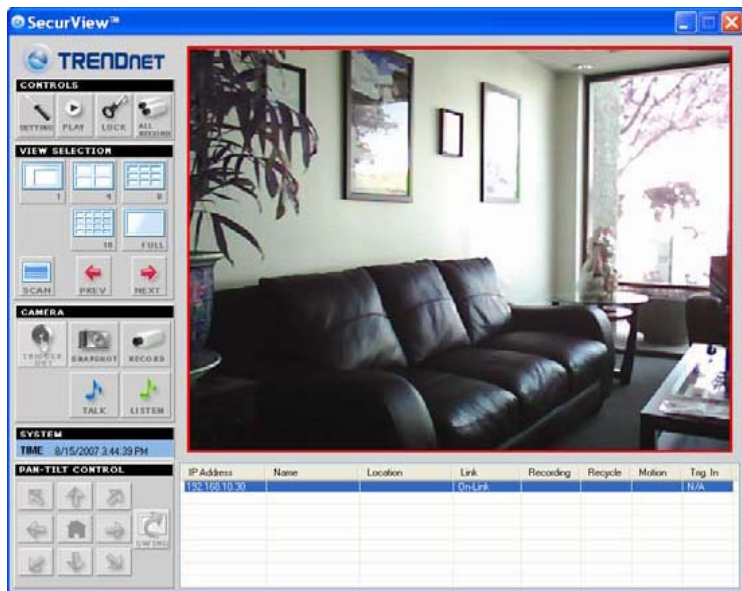 SecurView™
TRENDnet
CONTROLS
SETTING PLAY LOCK ALL RECORD
VIEW SELECTION
1 4 9
16 FULL
SCAN PREV NEXT
CAMERA
TRIGGER OUT SNAPSHOT RECORD
TALK LISTEN
SYSTEM
TIME 8/15/2007 3:44:39 PM
PAN-TILT CONTROL
SWING
IP Address Name Location Link Recording Recycle Motion Trig. In
192.168.10.30 On-Link N/A